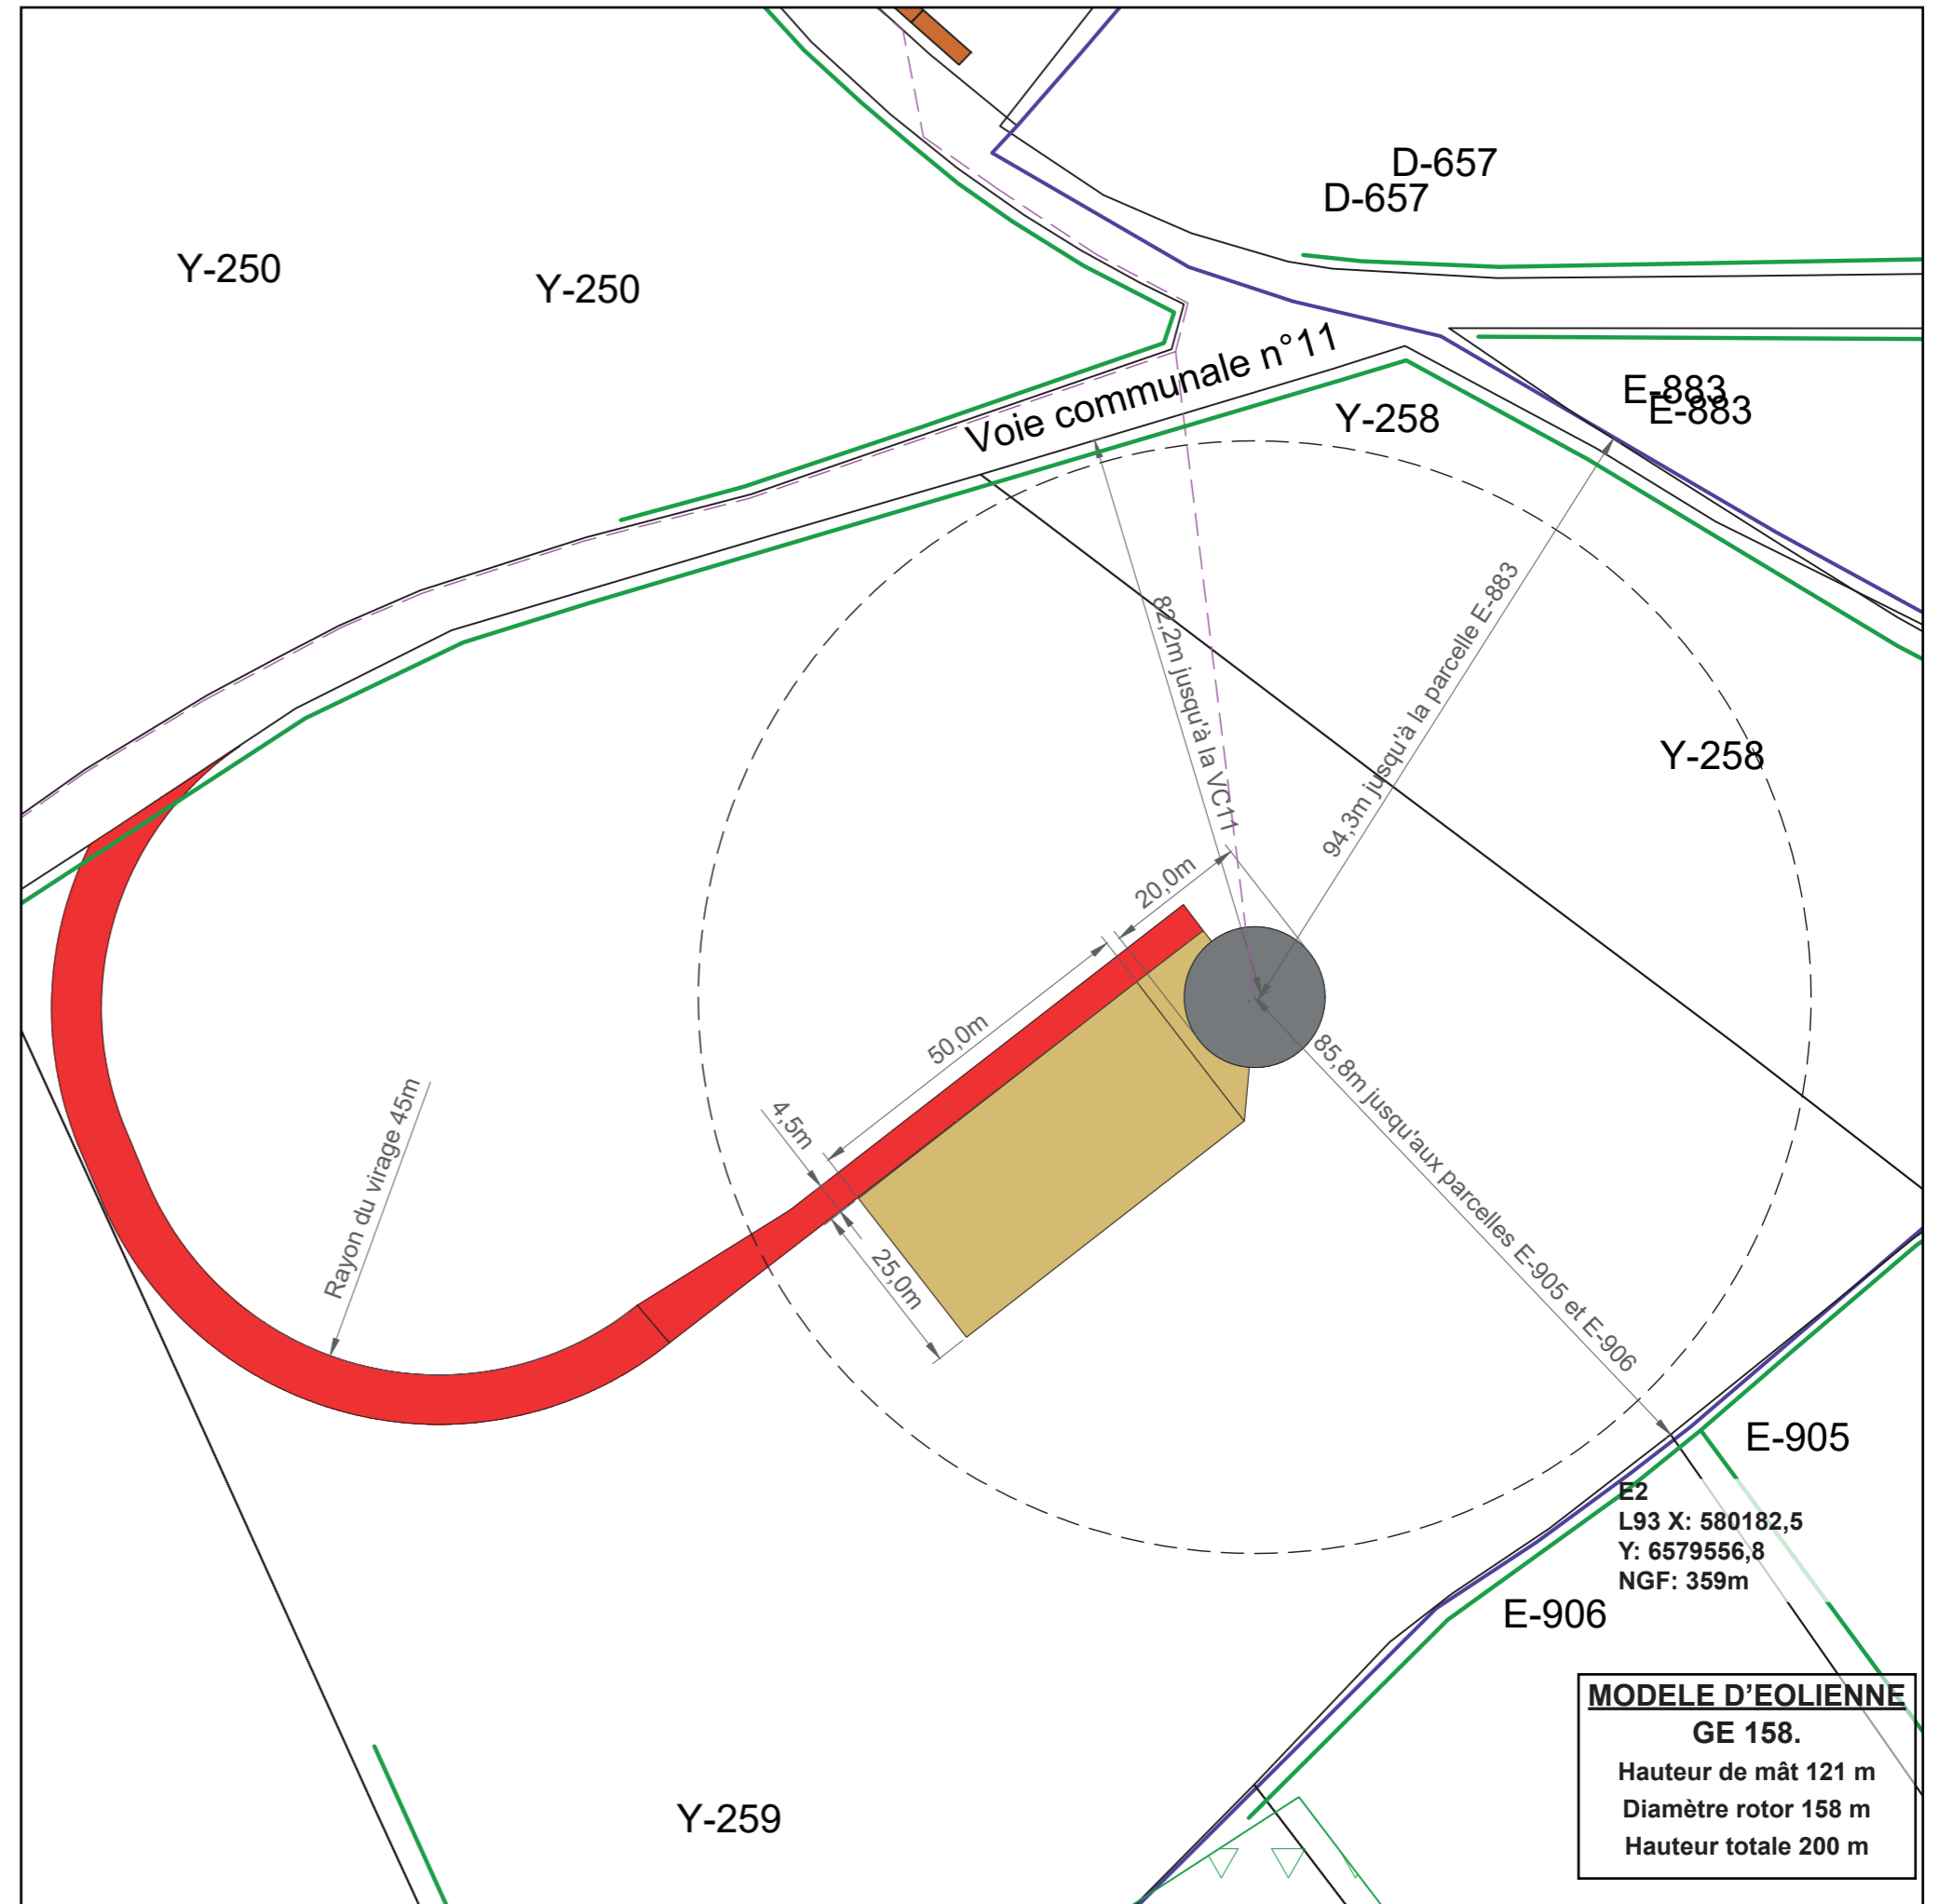 D-657
D-657
Y-250
Y-250
Voie communale n°11
E-883
E-883
Y-258
82,2m jusqu'à la VC11
94,3m jusqu'à la parcelle E-883
Y-258
20,0m
50,0m
4,5m
25,0m
Rayon du virage 45m
85,8m jusqu'aux parcelles E-905 et E-906
E-905
E2
L93 X: 580182,5
Y: 6579556,8
NGF: 359m
E-906
MODELE D'EOLIENNE
GE 158.
Hauteur de mât 121 m
Diamètre rotor 158 m
Hauteur totale 200 m
Y-259